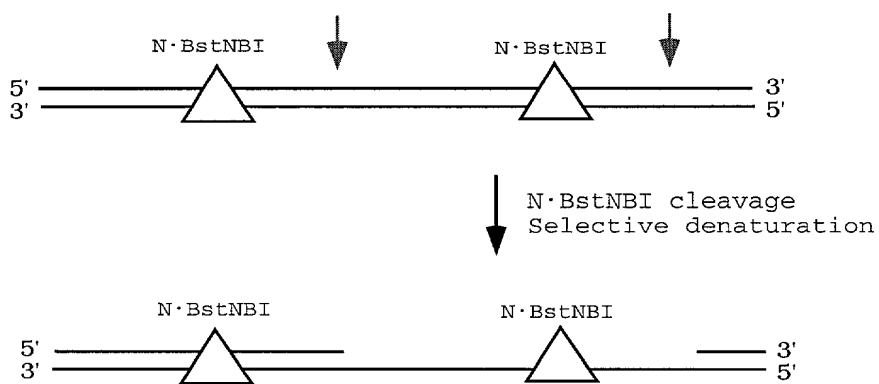 N·BstNBI N·BstNBI
5' 3'
3' 5'
N·BstNBI cleavage
Selective denaturation
N·BstNBI N·BstNBI
5' 3'
3' 5'